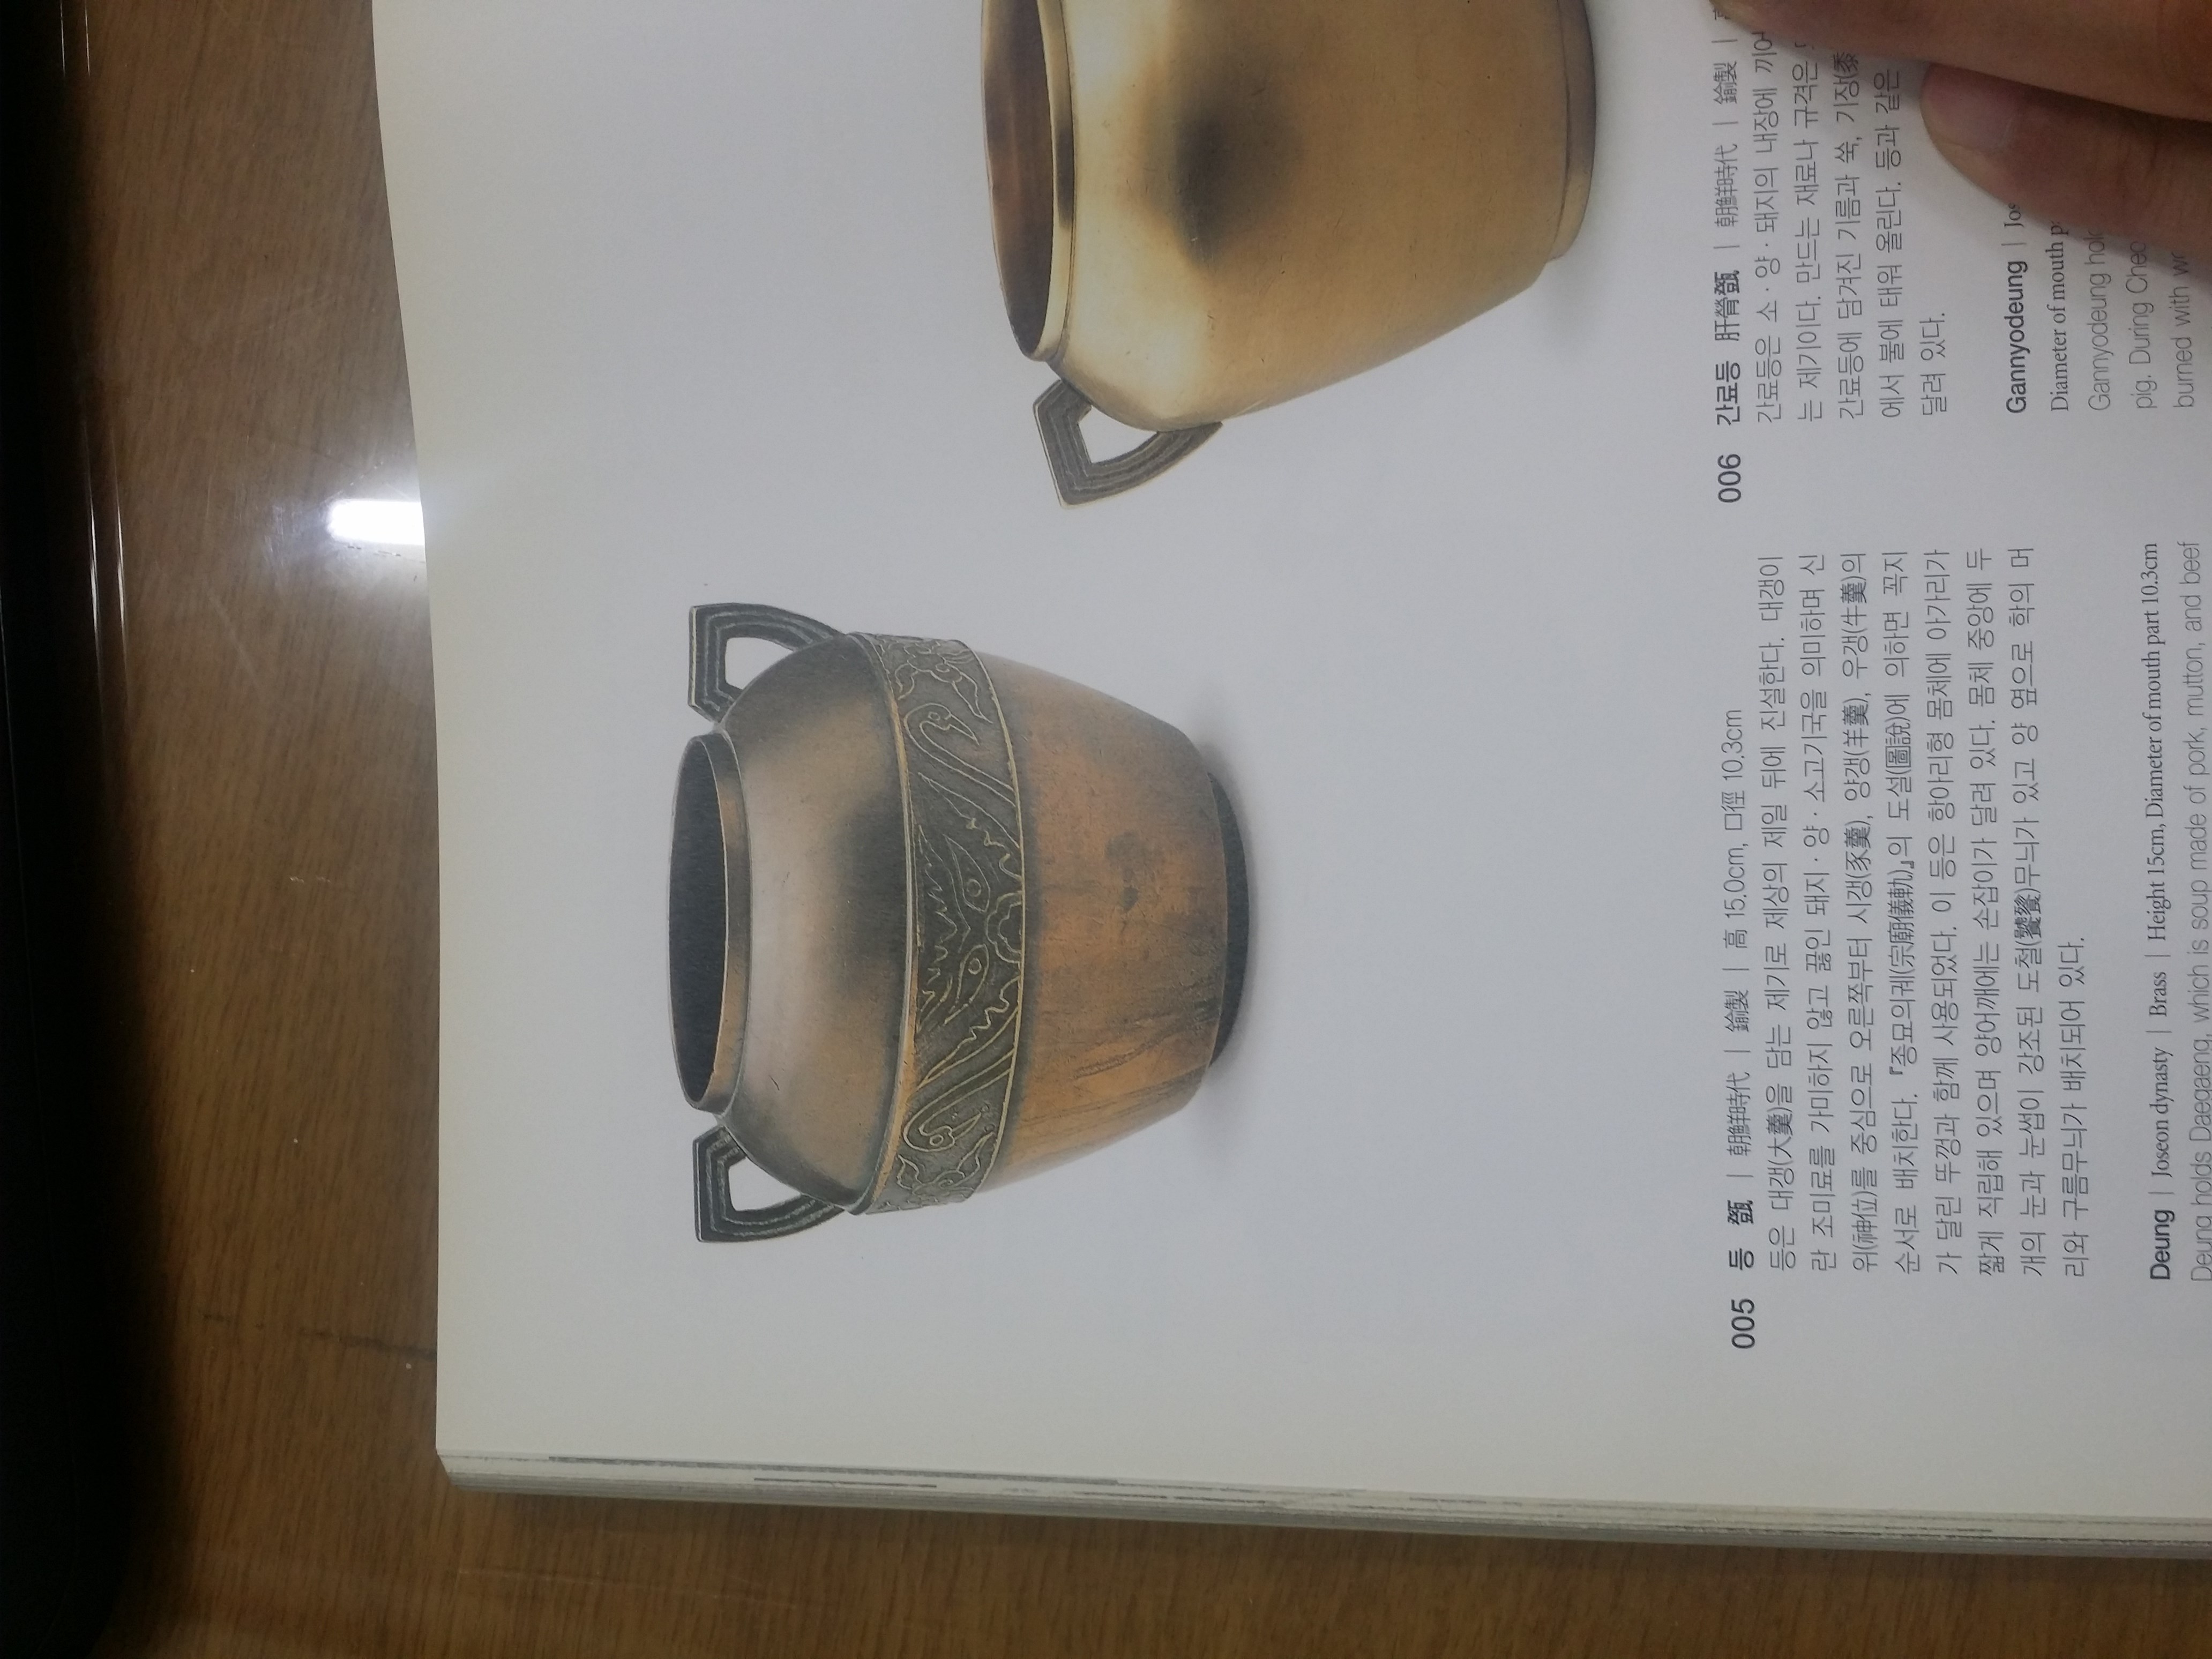 005 등 㽅 | 朝鮮時代 | 鍮製 | 高 15.0cm, 口徑 10.3cm
등은 대갱(大羹)을 담는 제기로 제상의 제일 뒤에 진설한다. 대갱이
란 조미료를 가미하지 않고 끓인 돼지 · 양 · 소고기국을 의미하며 신
위(神位)를 중심으로 오른쪽부터 시갱(豕羹), 양갱(羊羹), 우갱(牛羹)의
순서로 배치한다. 『종묘의궤(宗廟儀軌)』의 도설(圖說)에 의하면 꼭지
가 달린 뚜껑과 함께 사용되었다. 이 등은 항아리형 몸체에 아가리가
짧게 직립해 있으며 양어깨에는 손잡이가 달려 있다. 몸체 중앙에 두
개의 눈과 눈썹이 강조된 도철(饕餮)무늬가 있고 양 옆으로 학의 머
리와 구름무늬가 배치되어 있다.
Deung | Joseon dynasty | Brass | Height 15cm, Diameter of mouth part 10.3cm
Deung holds Daegaeng, which is soup made of pork, mutton, and beef
006 간료등 肝膋㽅 | 朝鮮時代 | 鍮製 |
간료등은 소 · 양 · 돼지의 내장에 끼어
는 제기이다. 만드는 재료나 규격은
간료등에 담겨진 기름과 쑥, 기장(黍
에서 불에 태워 올린다. 등과 같은
달려 있다.
Gannyodeung |
Diameter of mouth
Gannyodeung
pig. During
burned with